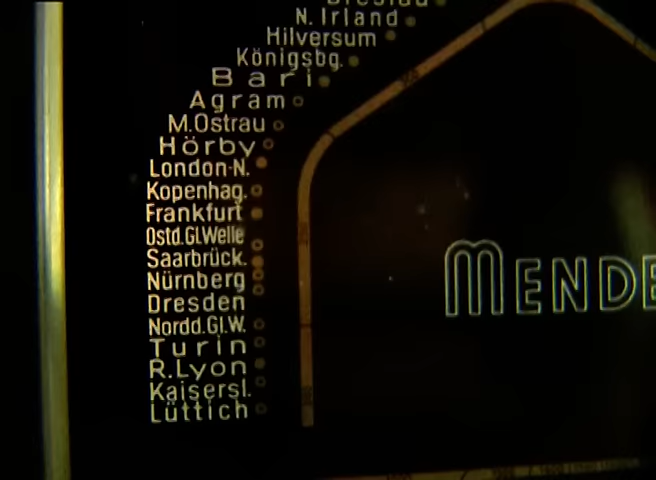 Breslau
N. Irland
Hilversum
Königsbg.
Bari
Agram
M.Ostrau
Hörby
London-N.
Kopenhag.
Frankfurt
Ostd.Gl.Welle
Saarbrück.
Nürnberg
MENDE
Dresden
Nordd.Gl.W.
Turin
R.Lyon
Kaisersl.
Lüttich